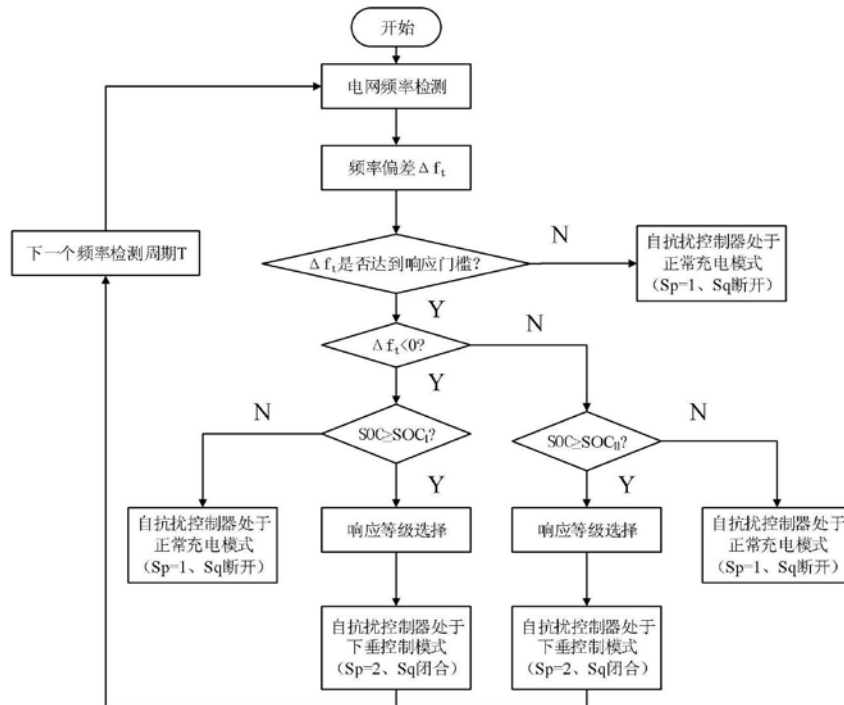 开始
电网频率检测
频率偏差Δfₜ
下一个频率检测周期T
Δfₜ是否达到响应门槛?
N
自抗扰控制器处于
正常充电模式
(Sp=1、Sq断开)
Y
Δfₜ<0?
N
Y
N
SOC≥SOC_I?
SOC≥SOC_II?
N
Y
Y
自抗扰控制器处于
正常充电模式
(Sp=1、Sq断开)
响应等级选择
响应等级选择
自抗扰控制器处于
正常充电模式
(Sp=1、Sq断开)
自抗扰控制器处于
下垂控制模式
(Sp=2、Sq闭合)
自抗扰控制器处于
下垂控制模式
(Sp=2、Sq闭合)